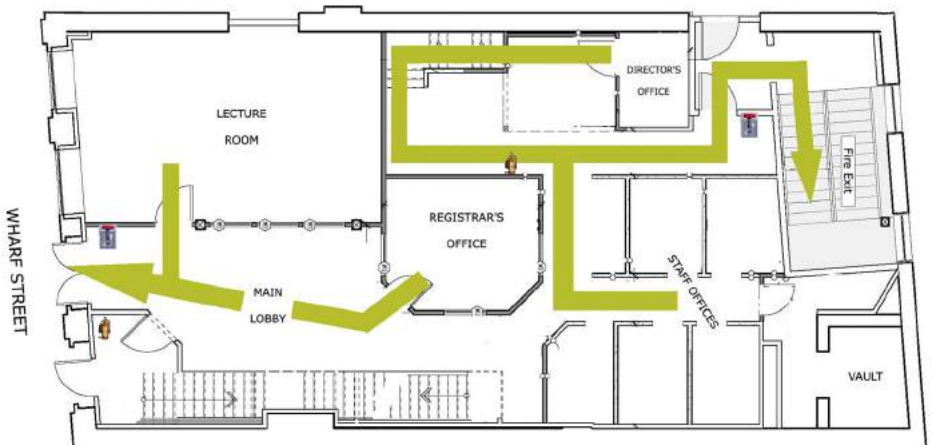 DIRECTOR'S
OFFICE
LECTURE
ROOM
Fire Exit
WHARF STREET
REGISTRAR'S
OFFICE
STAFF OFFICES
MAIN
LOBBY
VAULT